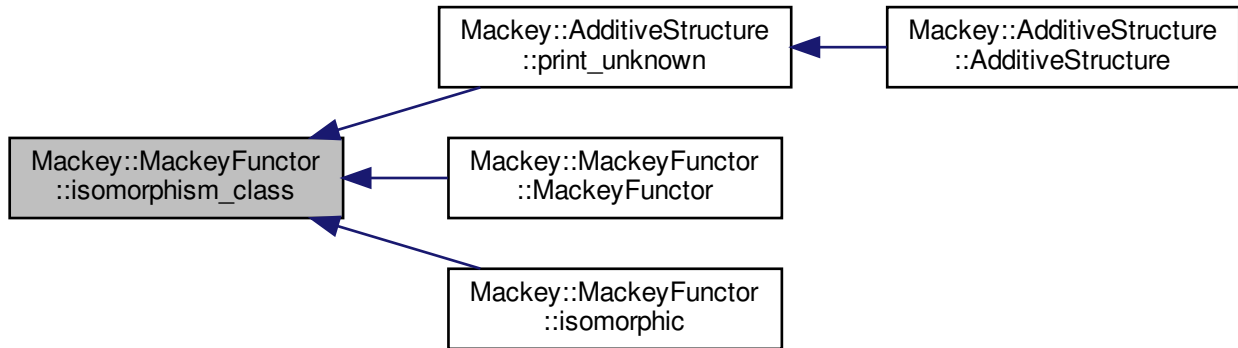 Mackey::AdditiveStructure
::print_unknown
Mackey::AdditiveStructure
::AdditiveStructure
Mackey::MackeyFunctor
::isomorphism_class
Mackey::MackeyFunctor
::MackeyFunctor
Mackey::MackeyFunctor
::isomorphic